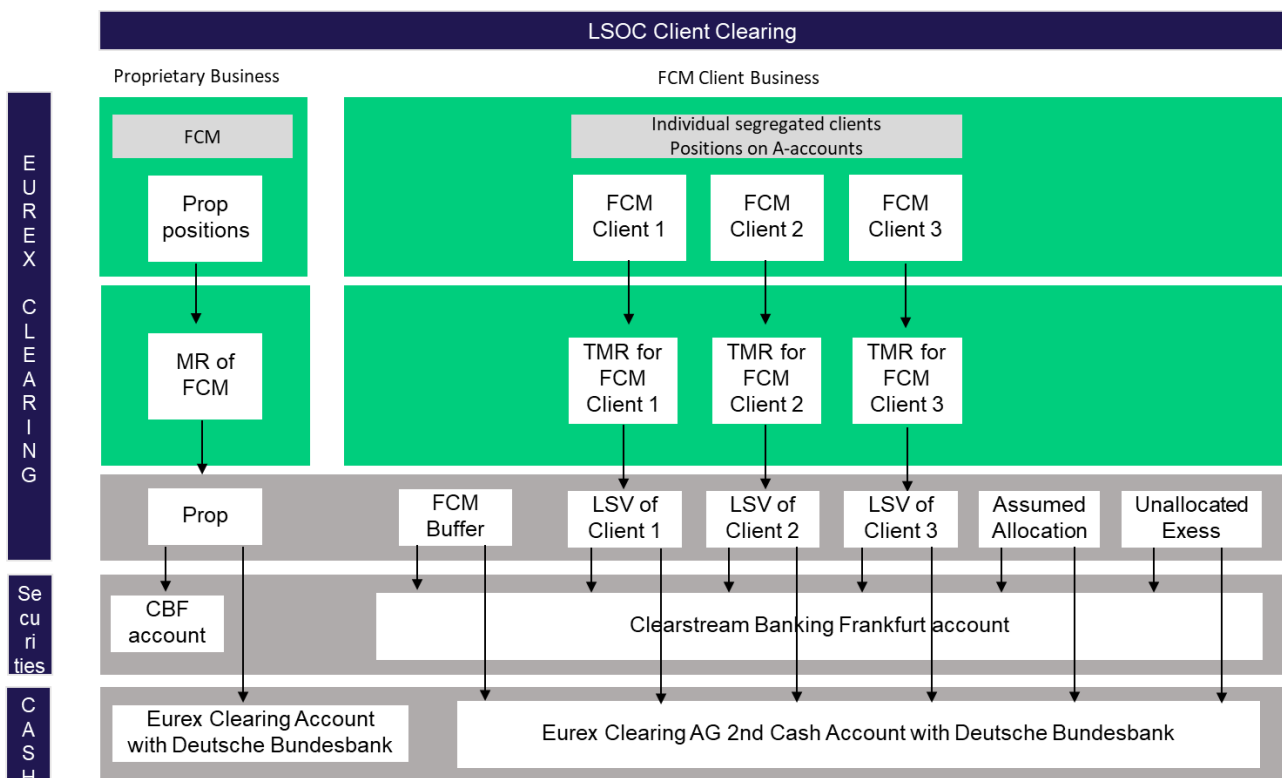 LSOC Client Clearing
Proprietary Business
FCM Client Business
EUREX CLEARING
FCM
Individual segregated clients
Positions on A-accounts
Prop
positions
FCM
Client 1
FCM
Client 2
FCM
Client 3
MR of
FCM
TMR for
FCM
Client 1
TMR for
FCM
Client 2
TMR for
FCM
Client 3
Prop
FCM
Buffer
LSV of
Client 1
LSV of
Client 2
LSV of
Client 3
Assumed
Allocation
Unallocated
Exess
Se
cu
ri
ties
CBF
account
Clearstream Banking Frankfurt account
CASH
Eurex Clearing Account
with Deutsche Bundesbank
Eurex Clearing AG 2nd Cash Account with Deutsche Bundesbank